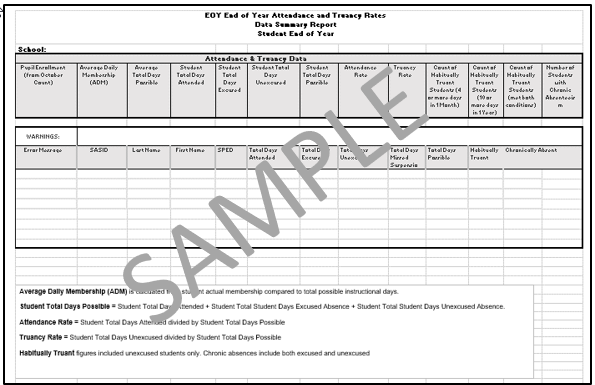 EOY End of Year Attendance and Truancy Rates
Data Summary Report
Student End of Year
School:
Attendance & Truancy Data
Pupil Enrollment (from October Count) Average Daily Membership (ADM) Average Total Days Possible Student Total Days Attended Student Total Days Excused Student Total Days Unexcused Student Total Days Possible Attendance Rate Truancy Rate Count of Habitually Truant Students (4 or more days in 1 Month) Count of Habitually Truant Students (10 or more days in 1 Year) Count of Habitually Truant Students (met both conditions) Number of Students with Chronic Absenteeism
WARNINGS:
Error Message SASID Last Name First Name SPED Total Days Attended Total Days Total Days Missed Total Days Possible Habitually Truant Chronically Absent
SAMPLE
Average Daily Membership (ADM) is calculated from student actual membership compared to total possible instructional days.
Student Total Days Possible = Student Total Days Attended + Student Total Student Days Excused Absence + Student Total Student Days Unexcused Absence.
Attendance Rate = Student Total Days Attended divided by Student Total Days Possible
Truancy Rate = Student Total Days Unexcused divided by Student Total Days Possible
Habitually Truant figures included unexcused students only. Chronic absences include both excused and unexcused